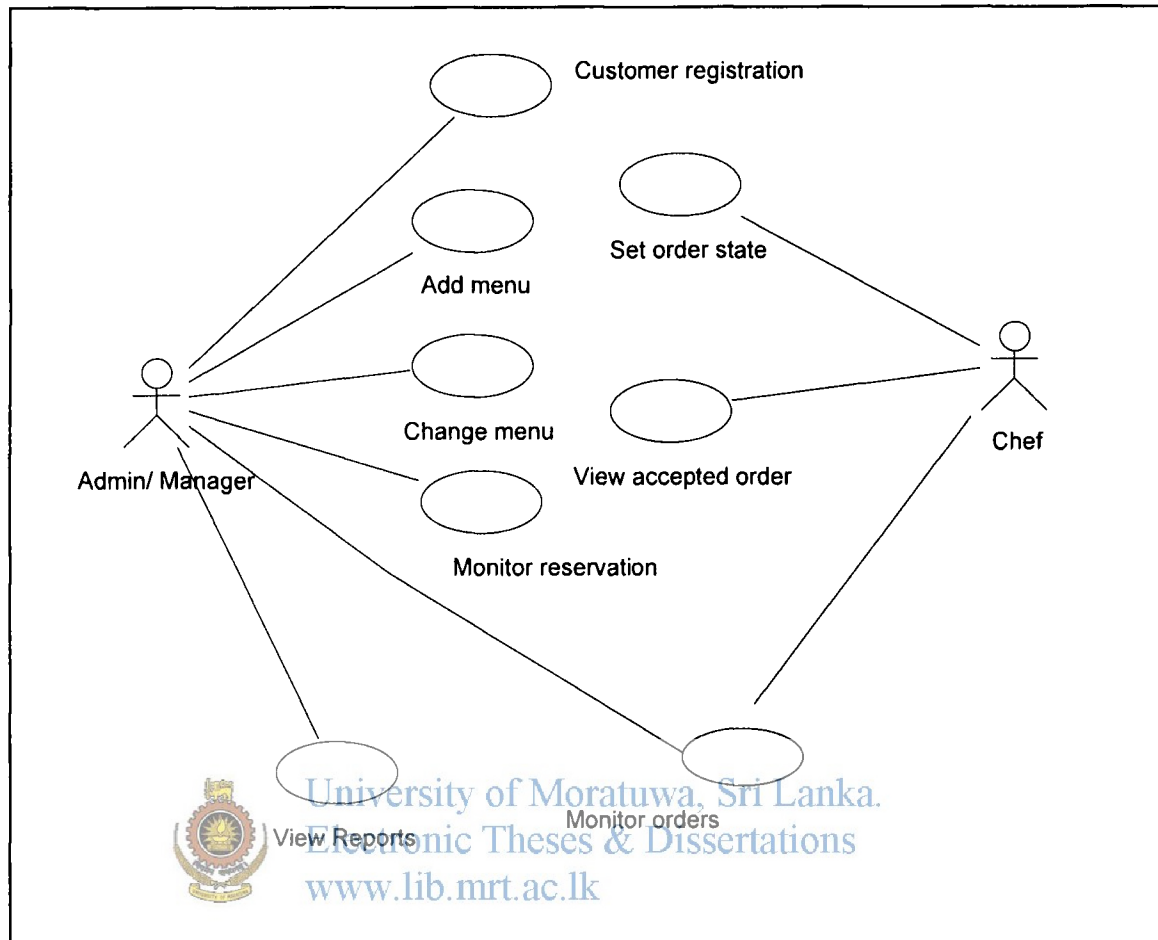 Customer registration
Set order state
Add menu
Change menu
Chef
View accepted order
Admin/ Manager
Monitor reservation
University of Moratuwa, Sri Lanka.
Monitor orders
View Reports
Electronic Theses & Dissertations
www.lib.mrt.ac.lk